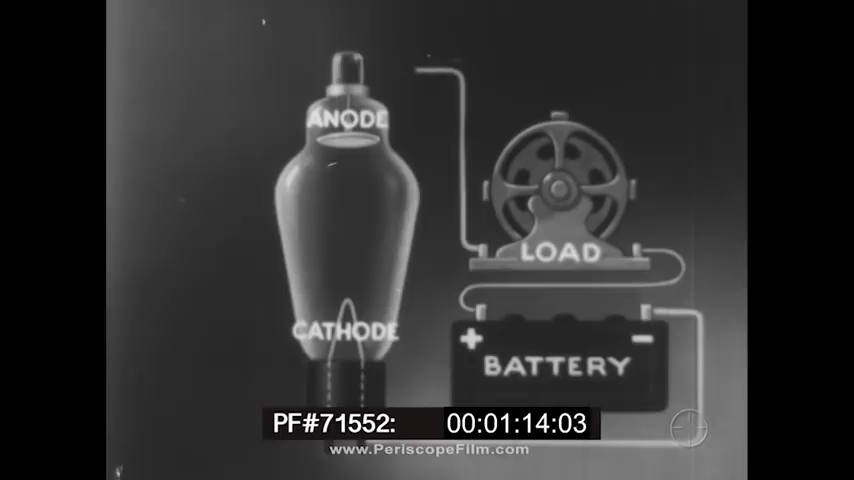 ANODE
LOAD
CATHODE
+ −
BATTERY
PF#71552: 00:01:14:03
www.PeriscopeFilm.com